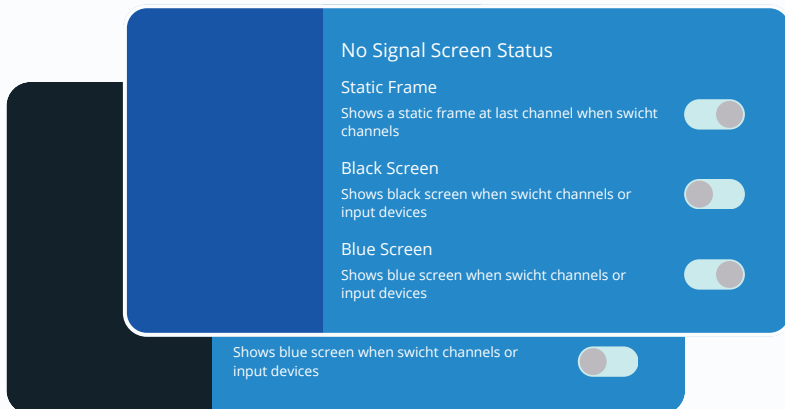 No Signal Screen Status
Static Frame
Shows a static frame at last channel when swicht
channels
Black Screen
Shows black screen when swicht channels or
input devices
Blue Screen
Shows blue screen when swicht channels or
input devices
Shows blue screen when swicht channels or
input devices